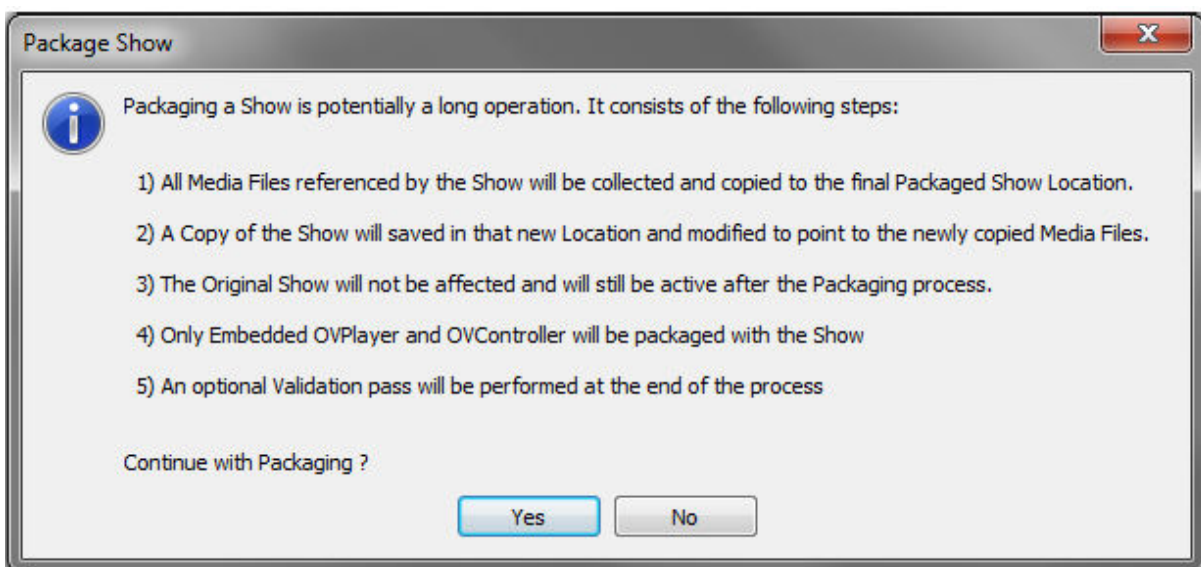 Package Show
Packaging a Show is potentially a long operation. It consists of the following steps:
1) All Media Files referenced by the Show will be collected and copied to the final Packaged Show Location.
2) A Copy of the Show will saved in that new Location and modified to point to the newly copied Media Files.
3) The Original Show will not be affected and will still be active after the Packaging process.
4) Only Embedded OVPlayer and OVController will be packaged with the Show
5) An optional Validation pass will be performed at the end of the process
Continue with Packaging ?
Yes No